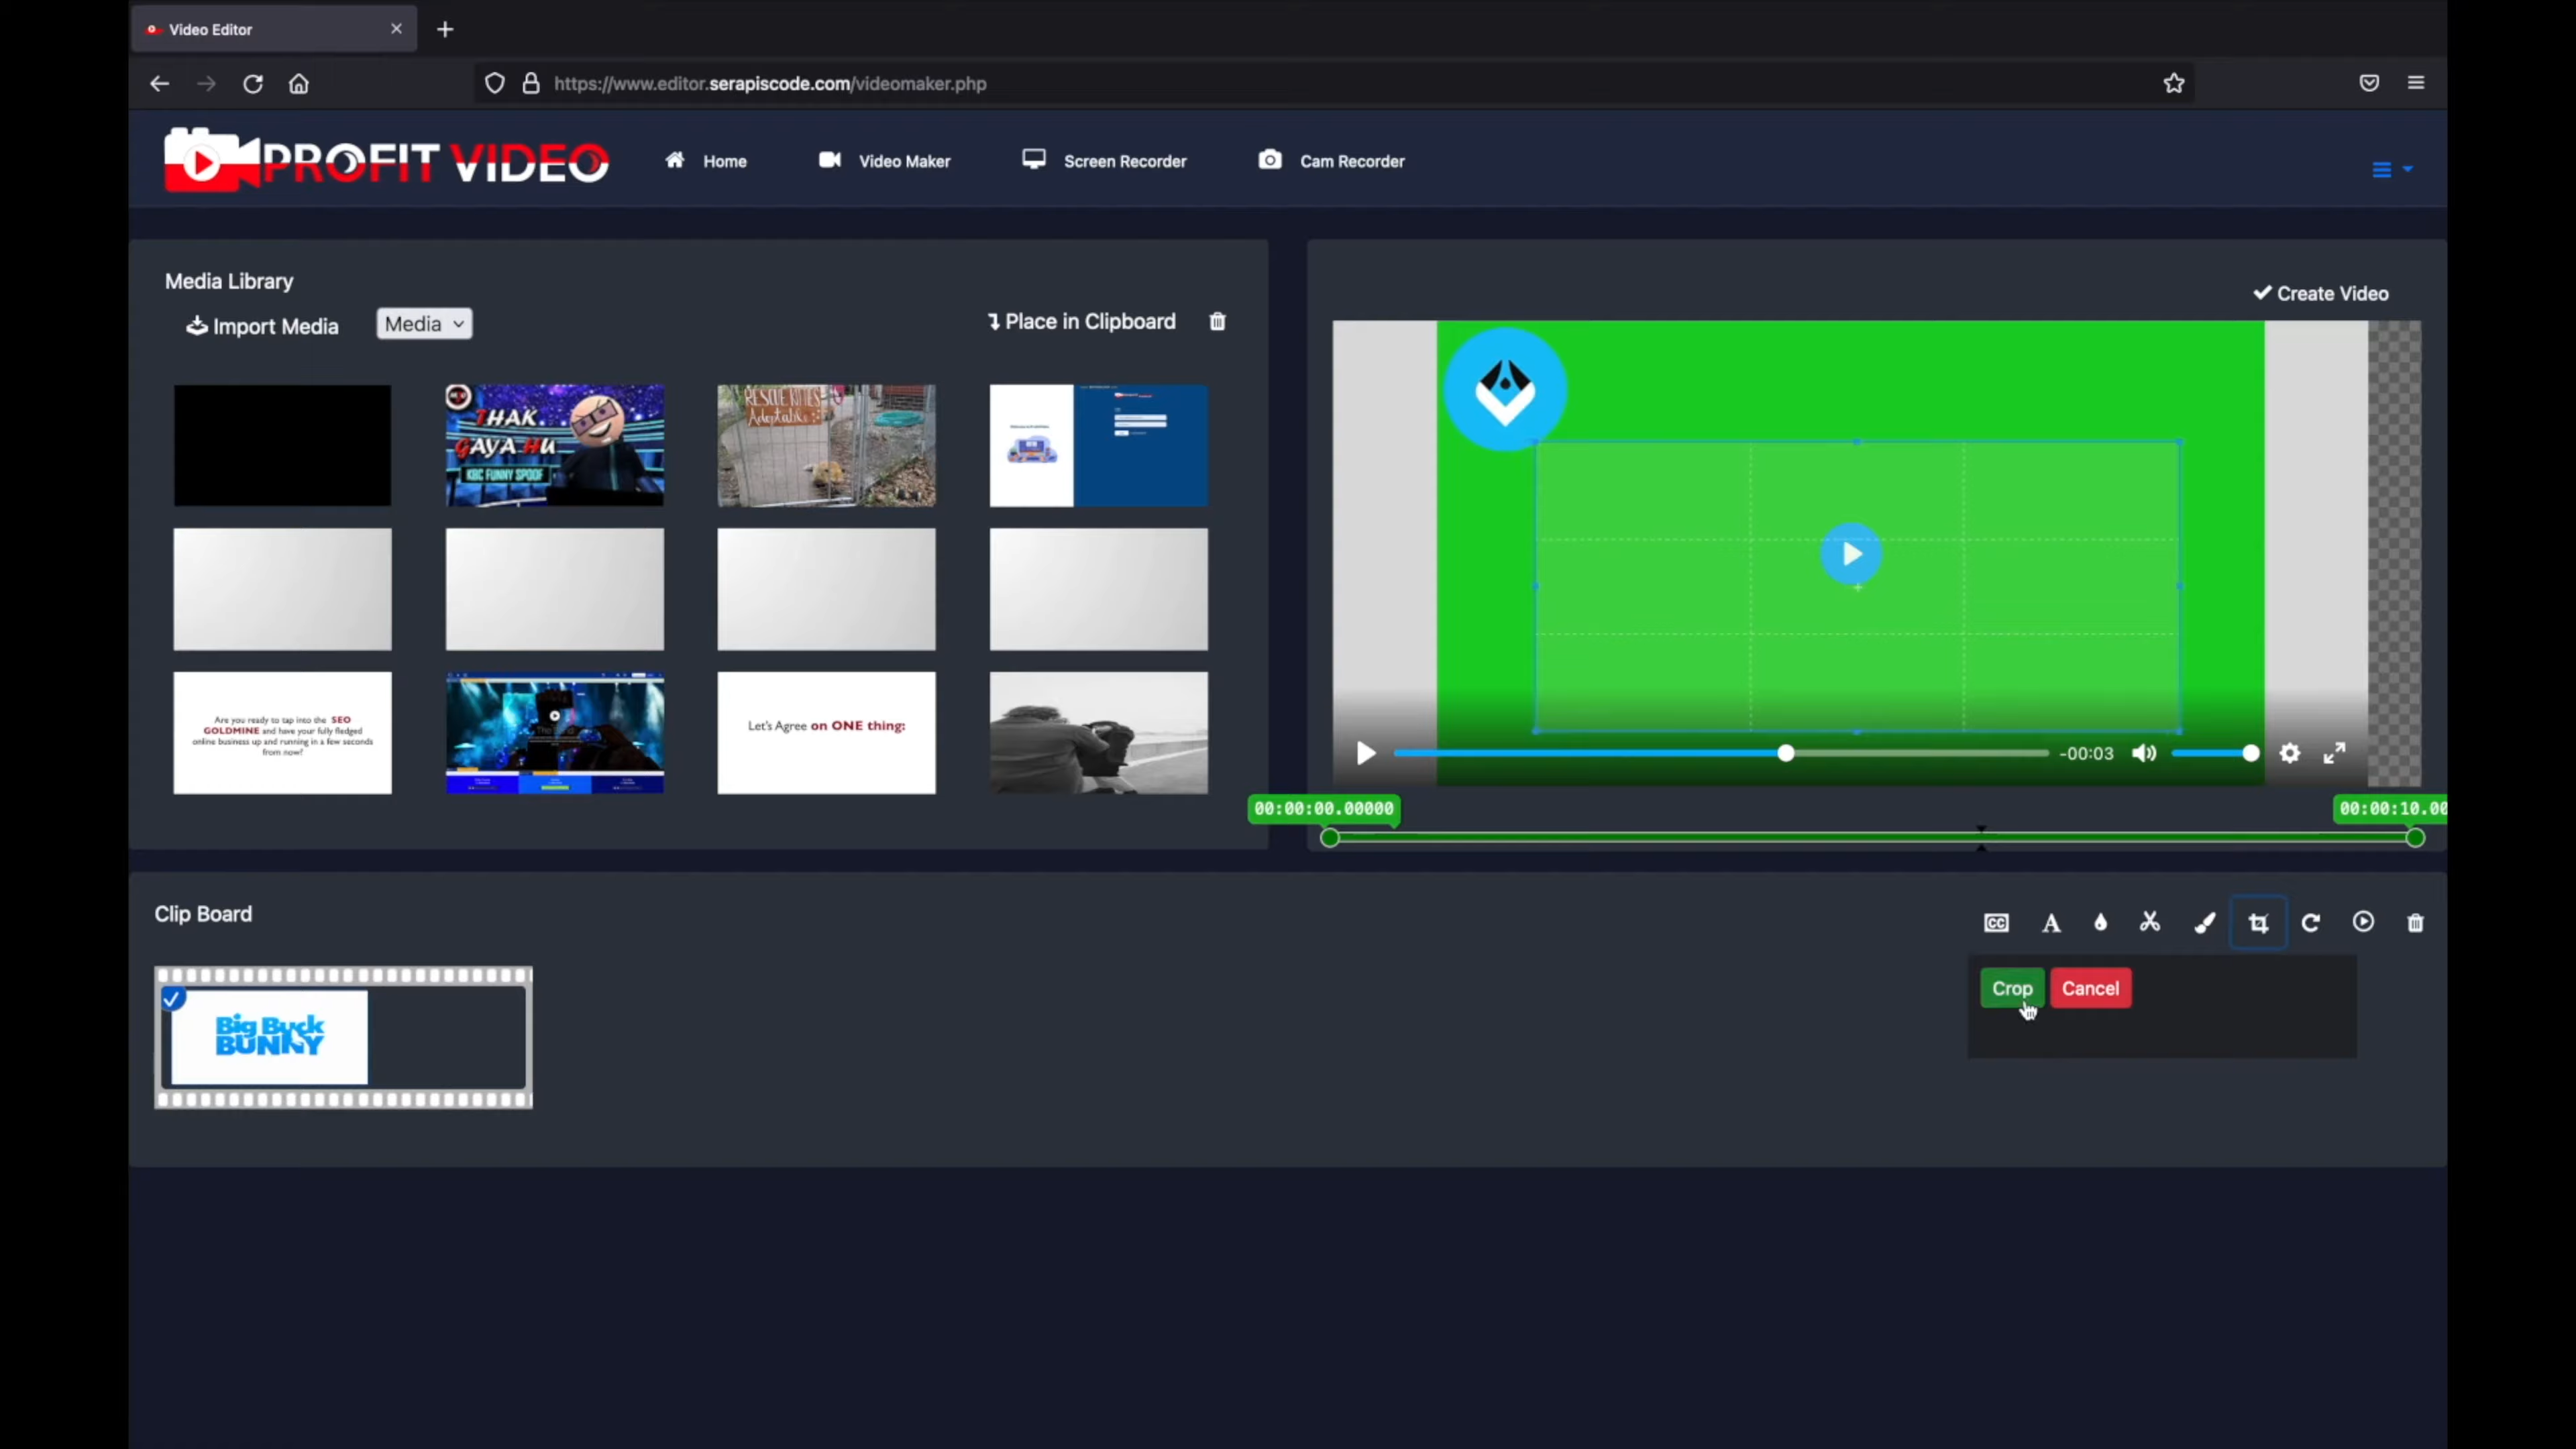 Video Editor
https://www.editor.serapiscode.com/videomaker.php
PROFIT VIDEO
Home
Video Maker
Screen Recorder
Cam Recorder
Media Library
Import Media
Media
Place in Clipboard
Create Video
THAK
GAYA HU
KBC FUNNY SPOOF
RESCUE KITTIES
Adoptable
Are you ready to tap into the SEO
GOLDMINE and have your fully fledged
online business up and running in a few seconds
from now?
Let's Agree on ONE thing:
-00:03
00:00:00.00000
00:00:10.00
Clip Board
CC
A
Crop
Cancel
Big Buck
BUNNY